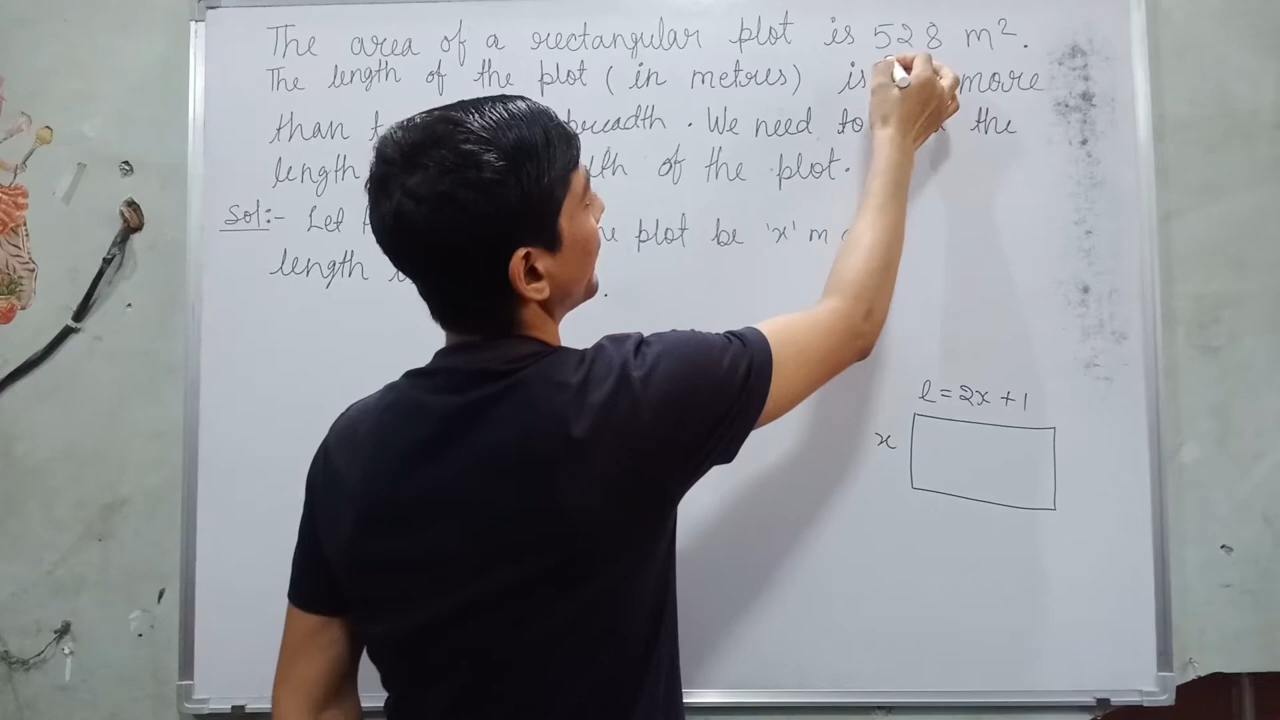 The area of a rectangular plot is 528 m².
The length of the plot (in metres) is more
than breadth. We need to the
length of the plot.
Sol:- Let plot be 'x' m
length
l = 2x + 1
x